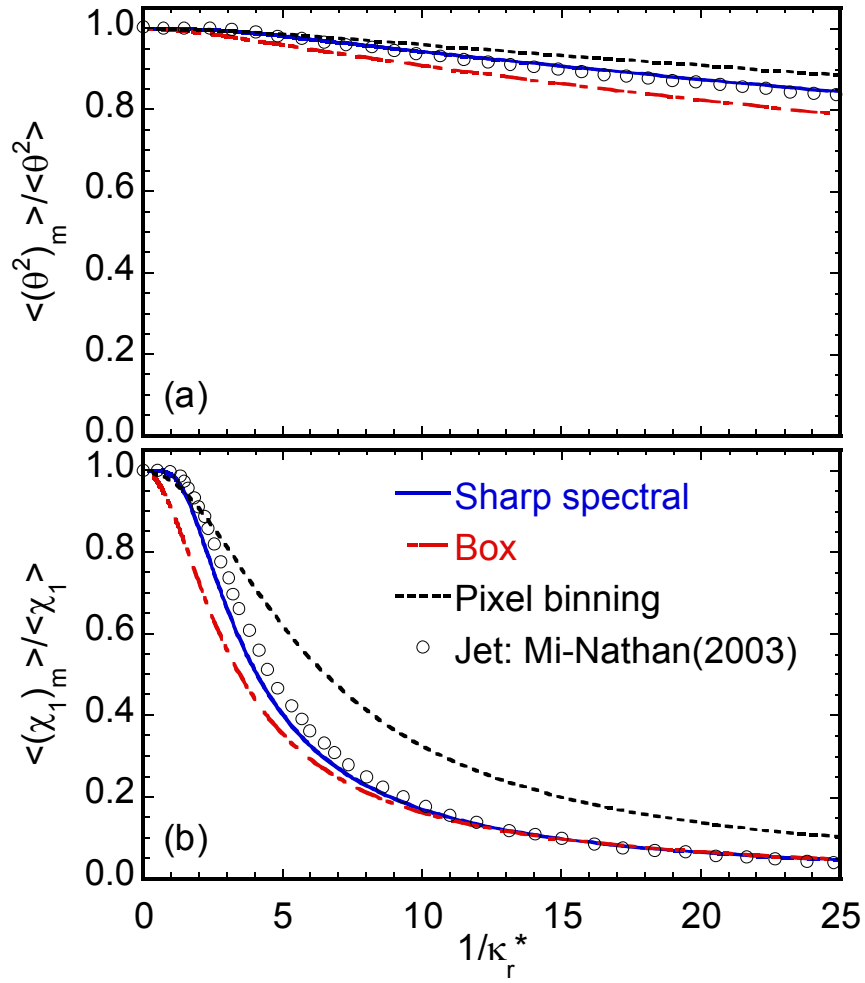 1.0
0.8
0.6
0.4
0.2
0.0
<(θ²)ₘ>/<θ²>
(a)
1.0
0.8
0.6
0.4
0.2
0.0
<(χ₁)ₘ>/<χ₁>
Sharp spectral
Box
Pixel binning
Jet: Mi-Nathan(2003)
(b)
0 5 10 15 20 25
1/κᵣ*